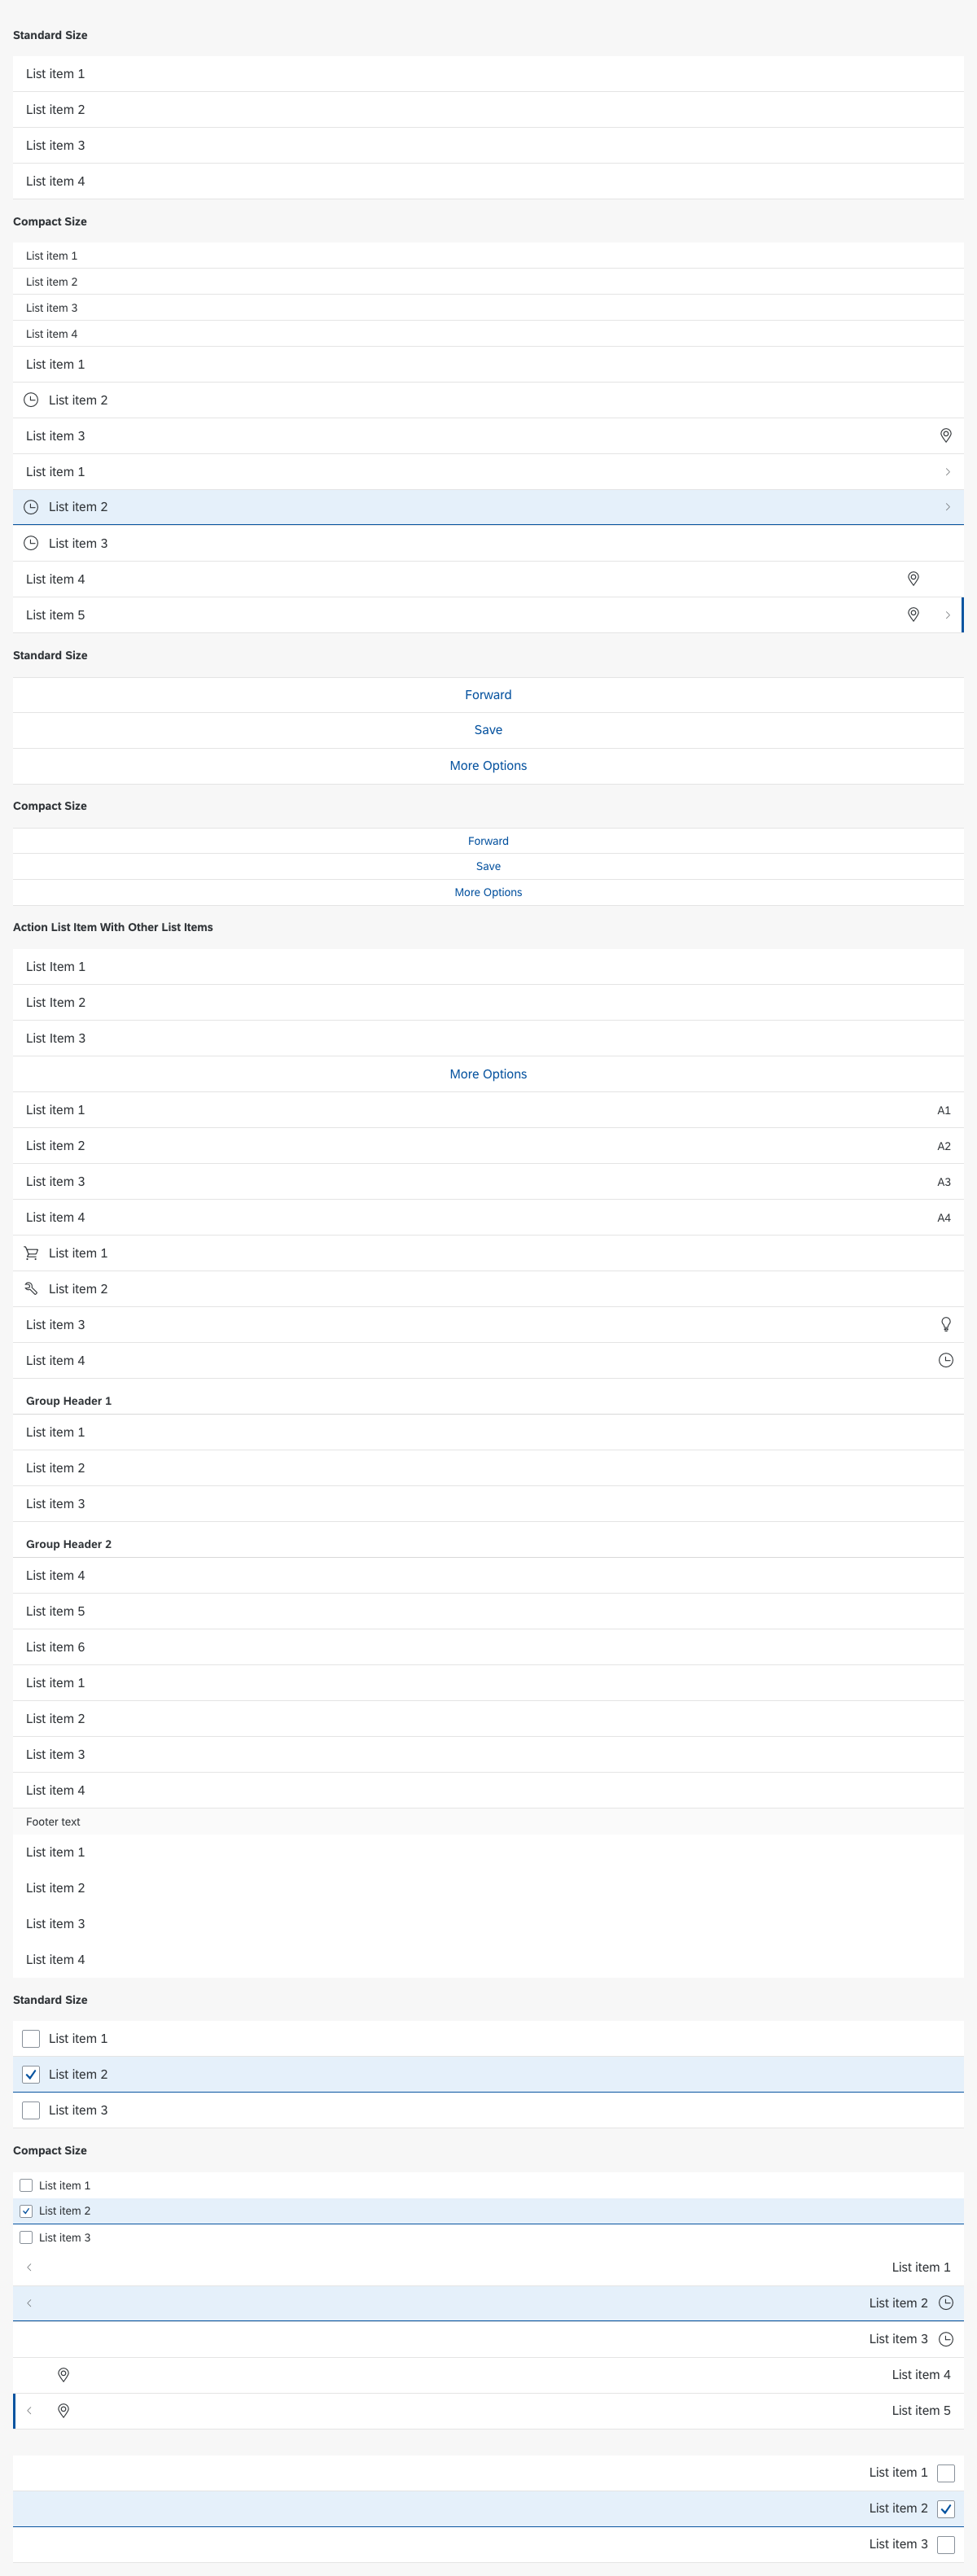 Standard Size
List item 1
List item 2
List item 3
List item 4
Compact Size
List item 1
List item 2
List item 3
List item 4
List item 1
List item 2
List item 3
List item 1
List item 2
List item 3
List item 4
List item 5
Standard Size
Forward
Save
More Options
Compact Size
Forward
Save
More Options
Action List Item With Other List Items
List Item 1
List Item 2
List Item 3
More Options
List item 1 A1
List item 2 A2
List item 3 A3
List item 4 A4
List item 1
List item 2
List item 3
List item 4
Group Header 1
List item 1
List item 2
List item 3
Group Header 2
List item 4
List item 5
List item 6
List item 1
List item 2
List item 3
List item 4
Footer text
List item 1
List item 2
List item 3
List item 4
Standard Size
List item 1
List item 2
List item 3
Compact Size
List item 1
List item 2
List item 3
List item 1
List item 2
List item 3
List item 4
List item 5
List item 1
List item 2
List item 3